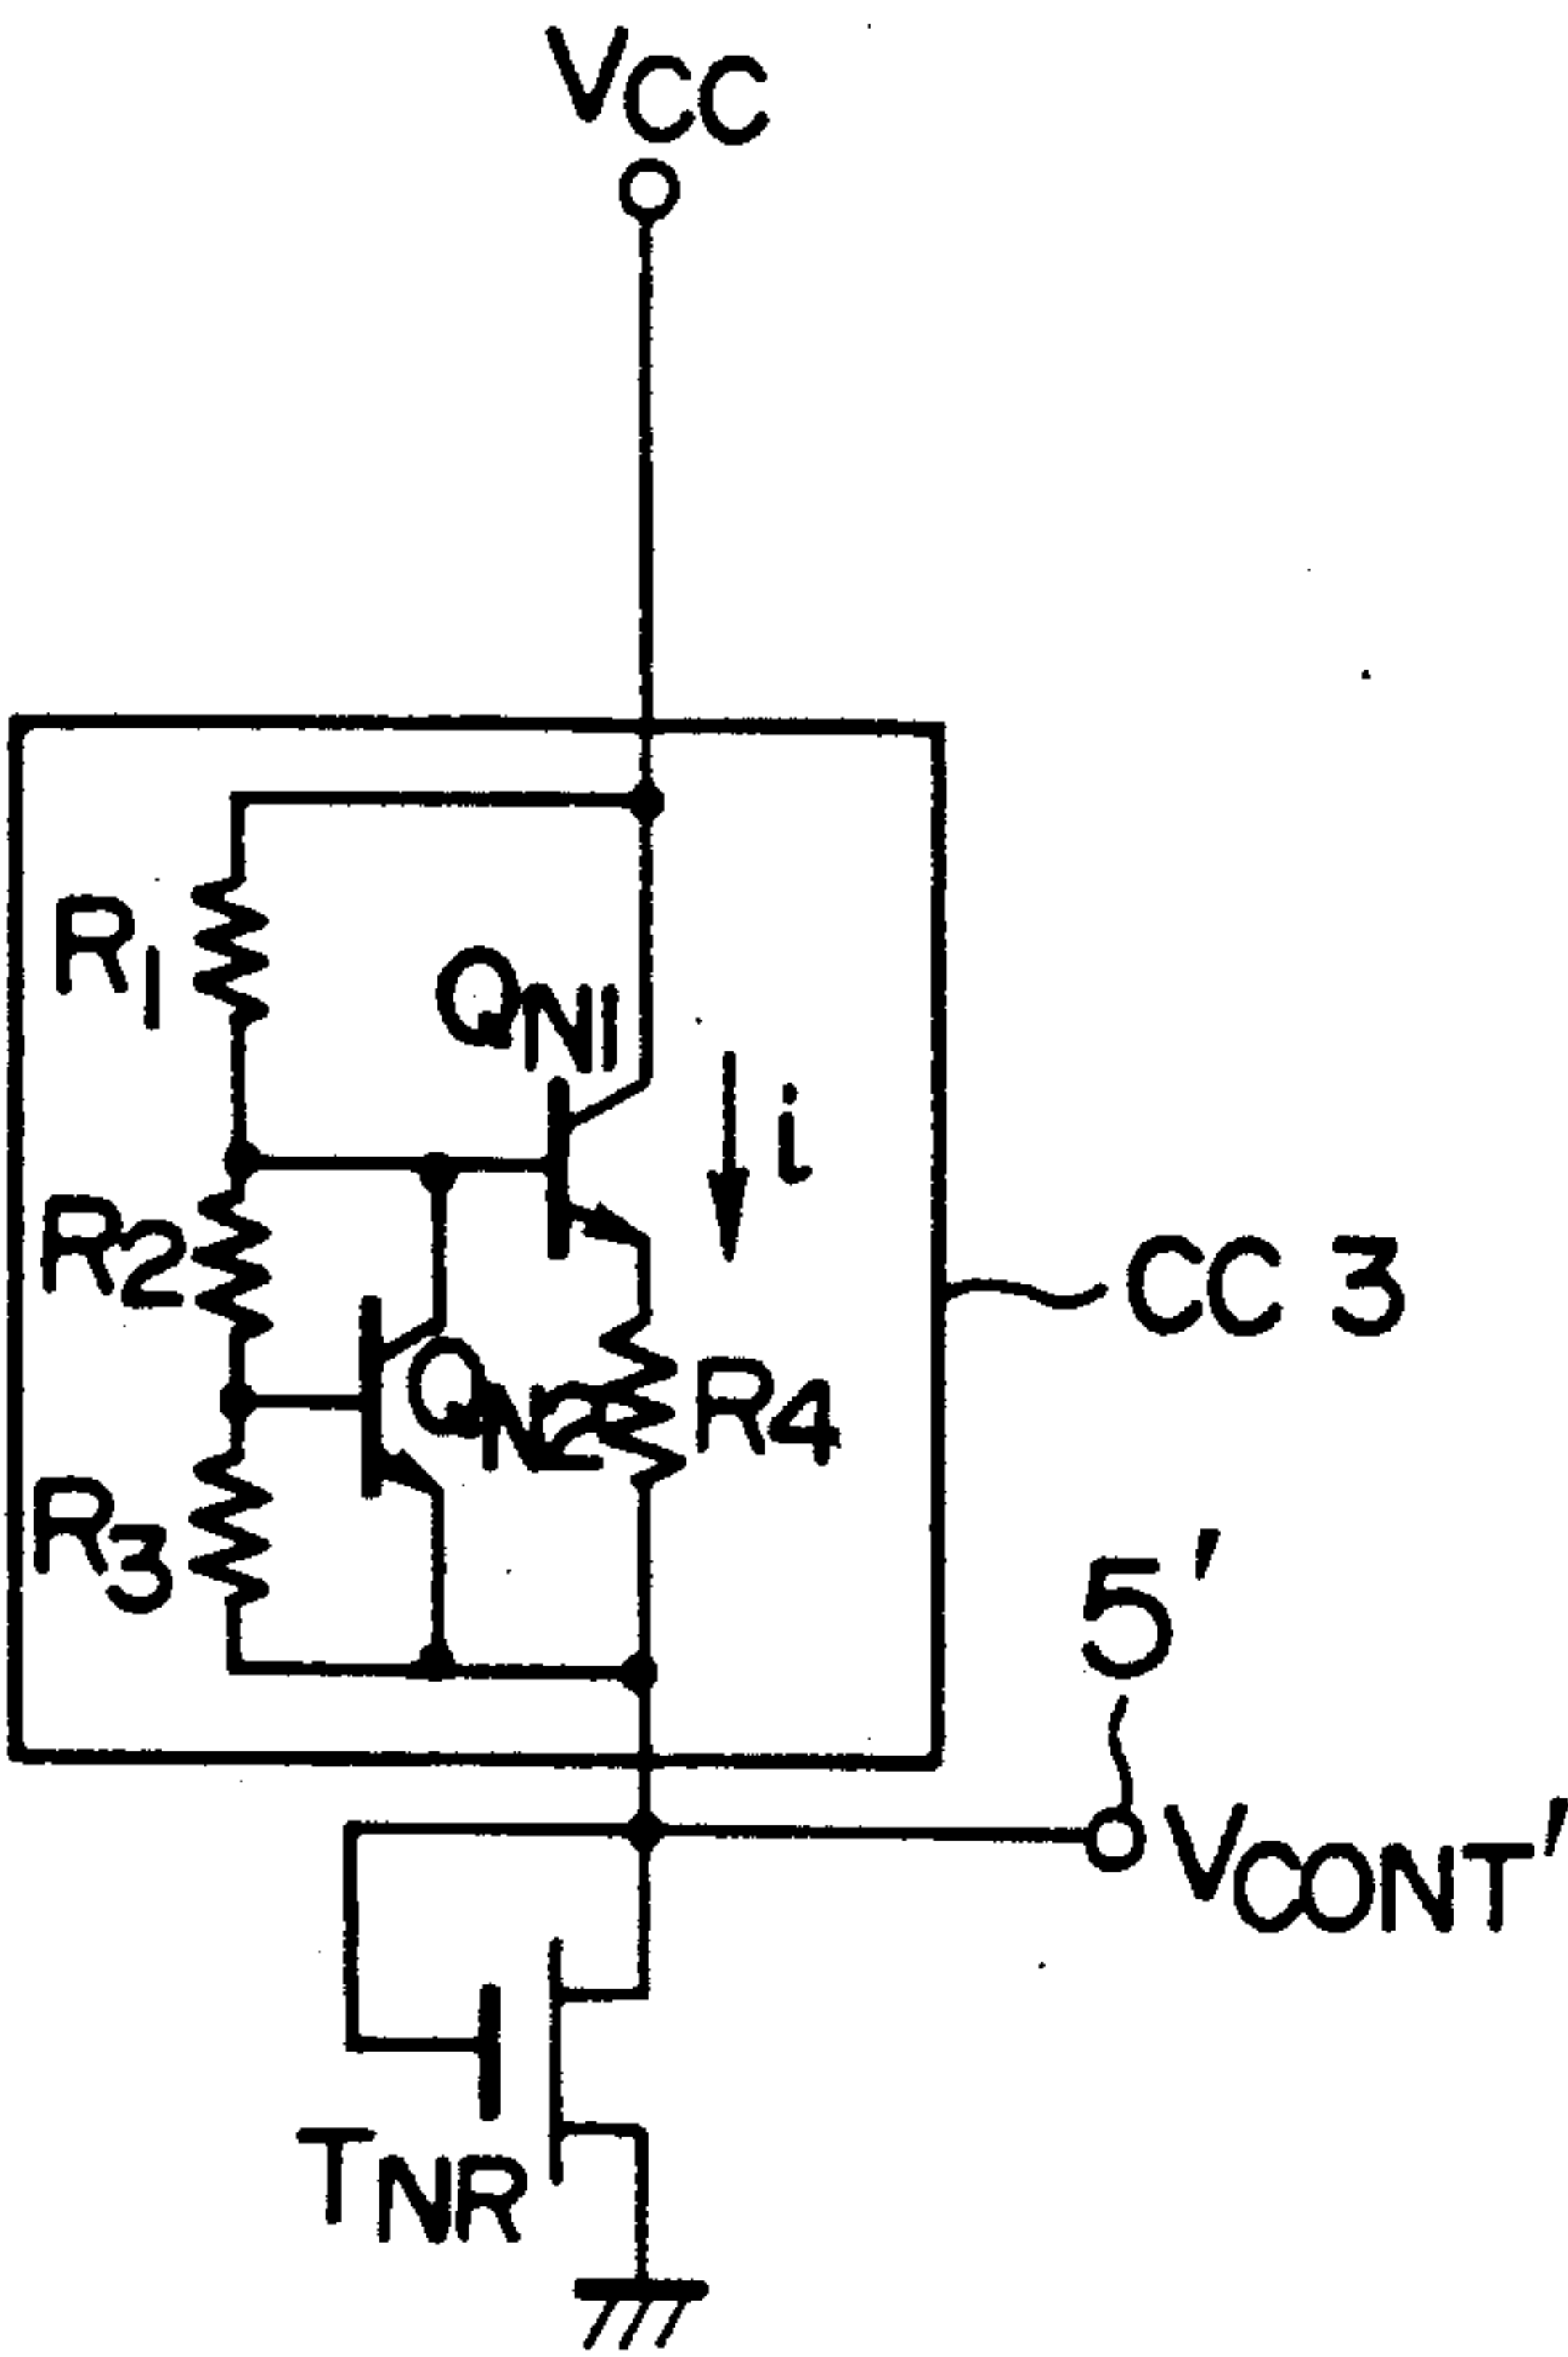 VCC
R1
QN1
i
R2
CC 3
QN2
R4
R3
5'
VCONT'
TNR